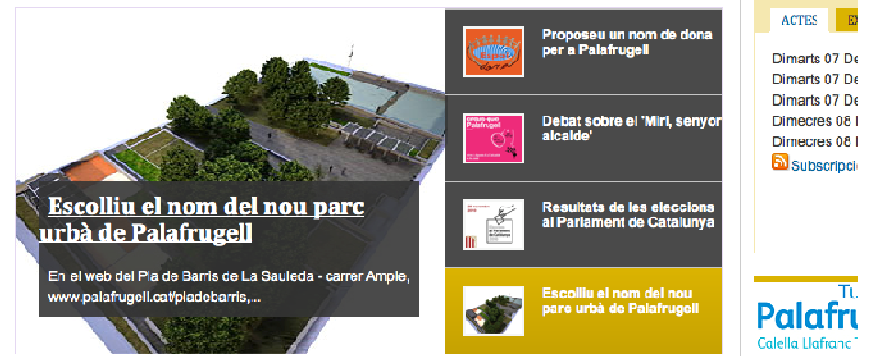 Escolliu el nom del nou parc
urbà de Palafrugell
En el web del Pla de Barris de La Sauleda - carrer Ample,
www.palafrugell.cat/pladebarris,...
Proposeu un nom de dona
per a Palafrugell
Debat sobre el 'Miri, senyor
alcalde'
Palafrugell
Resultats de les eleccions
al Parlament de Catalunya
Escolliu el nom del nou
parc urbà de Palafrugell
ACTES
Dimarts 07 De
Dimarts 07 De
Dimarts 07 De
Dimecres 08
Dimecres 08
Subscripci
Tu
Palafru
Calella Llafranc T